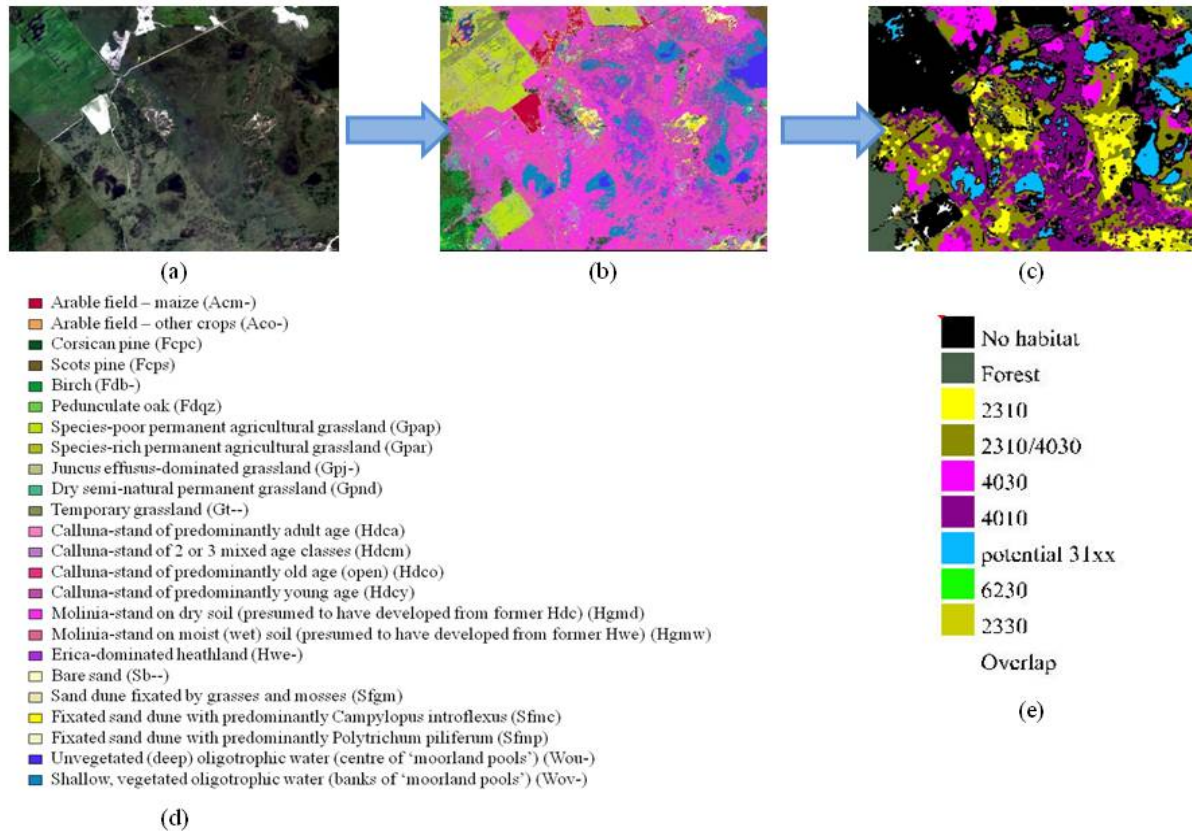 (a)
(b)
(c)
Arable field – maize (Acm-)
Arable field – other crops (Aco-)
Corsican pine (Fcpc)
Scots pine (Fcps)
Birch (Fdb-)
Pedunculate oak (Fdqz)
Species-poor permanent agricultural grassland (Gpap)
Species-rich permanent agricultural grassland (Gpar)
Juncus effusus-dominated grassland (Gpj-)
Dry semi-natural permanent grassland (Gpnd)
Temporary grassland (Gt--)
Calluna-stand of predominantly adult age (Hdca)
Calluna-stand of 2 or 3 mixed age classes (Hdcm)
Calluna-stand of predominantly old age (open) (Hdco)
Calluna-stand of predominantly young age (Hdcy)
Molinia-stand on dry soil (presumed to have developed from former Hdc) (Hgmd)
Molinia-stand on moist (wet) soil (presumed to have developed from former Hwe) (Hgmw)
Erica-dominated heathland (Hwe-)
Bare sand (Sb--)
Sand dune fixated by grasses and mosses (Sfgm)
Fixated sand dune with predominantly Campylopus introflexus (Sfmc)
Fixated sand dune with predominantly Polytrichum piliferum (Sfmp)
Unvegetated (deep) oligotrophic water (centre of ‘moorland pools’) (Wou-)
Shallow, vegetated oligotrophic water (banks of ‘moorland pools’) (Wov-)
(d)
No habitat
Forest
2310
2310/4030
4030
4010
potential 31xx
6230
2330
Overlap
(e)